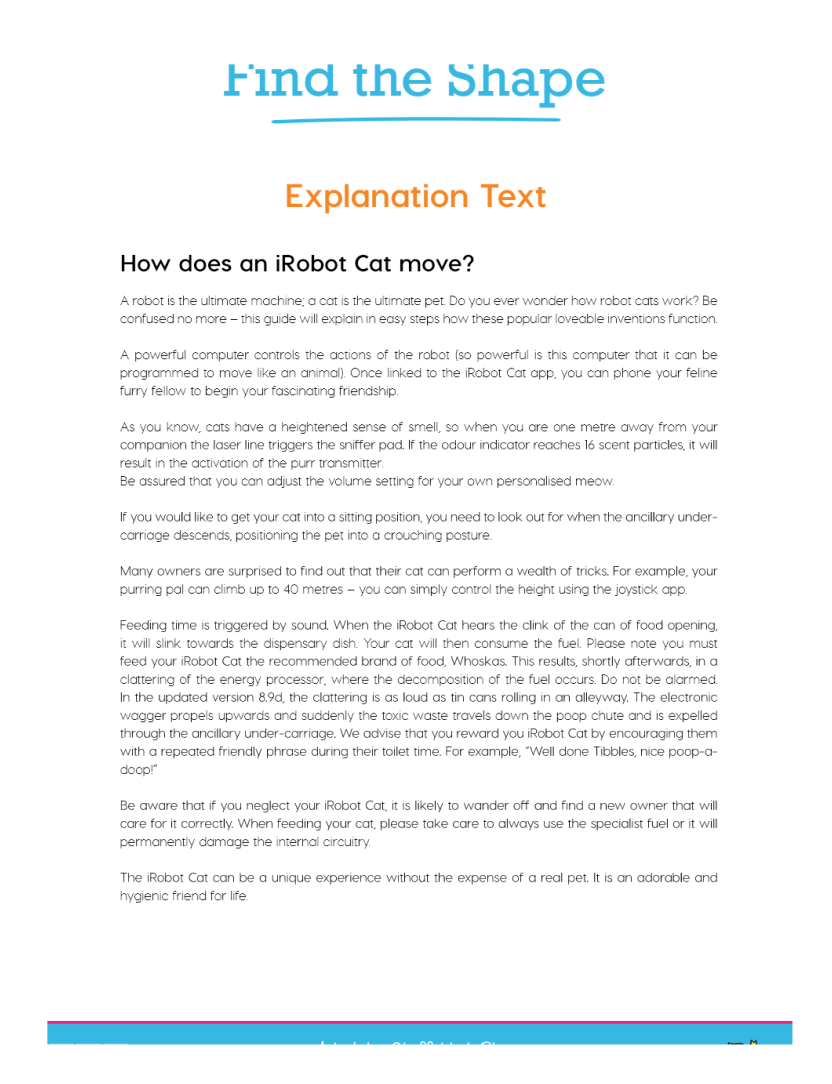 Find the Shape
Explanation Text
How does an iRobot Cat move?
A robot is the ultimate machine; a cat is the ultimate pet. Do you ever wonder how robot cats work? Be
confused no more – this guide will explain in easy steps how these popular loveable inventions function.
A powerful computer controls the actions of the robot (so powerful is this computer that it can be
programmed to move like an animal). Once linked to the iRobot Cat app, you can phone your feline
furry fellow to begin your fascinating friendship.
As you know, cats have a heightened sense of smell, so when you are one metre away from your
companion the laser line triggers the sniffer pad. If the odour indicator reaches 16 scent particles, it will
result in the activation of the purr transmitter.
Be assured that you can adjust the volume setting for your own personalised meow.
If you would like to get your cat into a sitting position, you need to look out for when the ancillary under-
carriage descends, positioning the pet into a crouching posture.
Many owners are surprised to find out that their cat can perform a wealth of tricks. For example, your
purring pal can climb up to 40 metres – you can simply control the height using the joystick app.
Feeding time is triggered by sound. When the iRobot Cat hears the clink of the can of food opening,
it will slink towards the dispensary dish. Your cat will then consume the fuel. Please note you must
feed your iRobot Cat the recommended brand of food, Whoskas. This results, shortly afterwards, in a
clattering of the energy processor, where the decomposition of the fuel occurs. Do not be alarmed.
In the updated version 8.9d, the clattering is as loud as tin cans rolling in an alleyway. The electronic
wagger propels upwards and suddenly the toxic waste travels down the poop chute and is expelled
through the ancillary under-carriage. We advise that you reward you iRobot Cat by encouraging them
with a repeated friendly phrase during their toilet time. For example, “Well done Tibbles, nice poop-a-
doop!”
Be aware that if you neglect your iRobot Cat, it is likely to wander off and find a new owner that will
care for it correctly. When feeding your cat, please take care to always use the specialist fuel or it will
permanently damage the internal circuitry.
The iRobot Cat can be a unique experience without the expense of a real pet. It is an adorable and
hygienic friend for life.